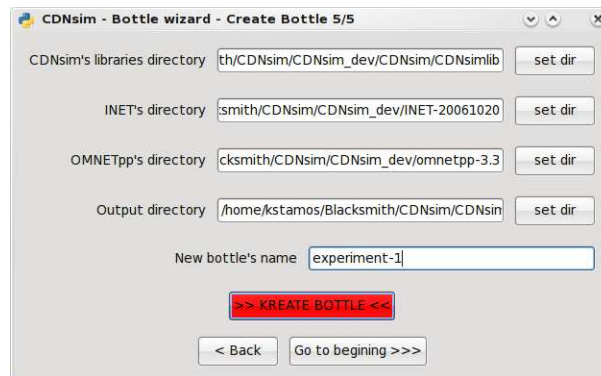 CDNsim - Bottle wizard - Create Bottle 5/5
CDNsim's libraries directory th/CDNsim/CDNsim_dev/CDNsim/CDNsimlib set dir
INET's directory :smith/CDNsim/CDNsim_dev/INET-20061020 set dir
OMNETpp's directory cksmith/CDNsim/CDNsim_dev/omnetpp-3.3 set dir
Output directory /home/kstamos/Blacksmith/CDNsim/CDNsim set dir
New bottle's name experiment-1
>> KREATE BOTTLE <<
< Back Go to begining >>>